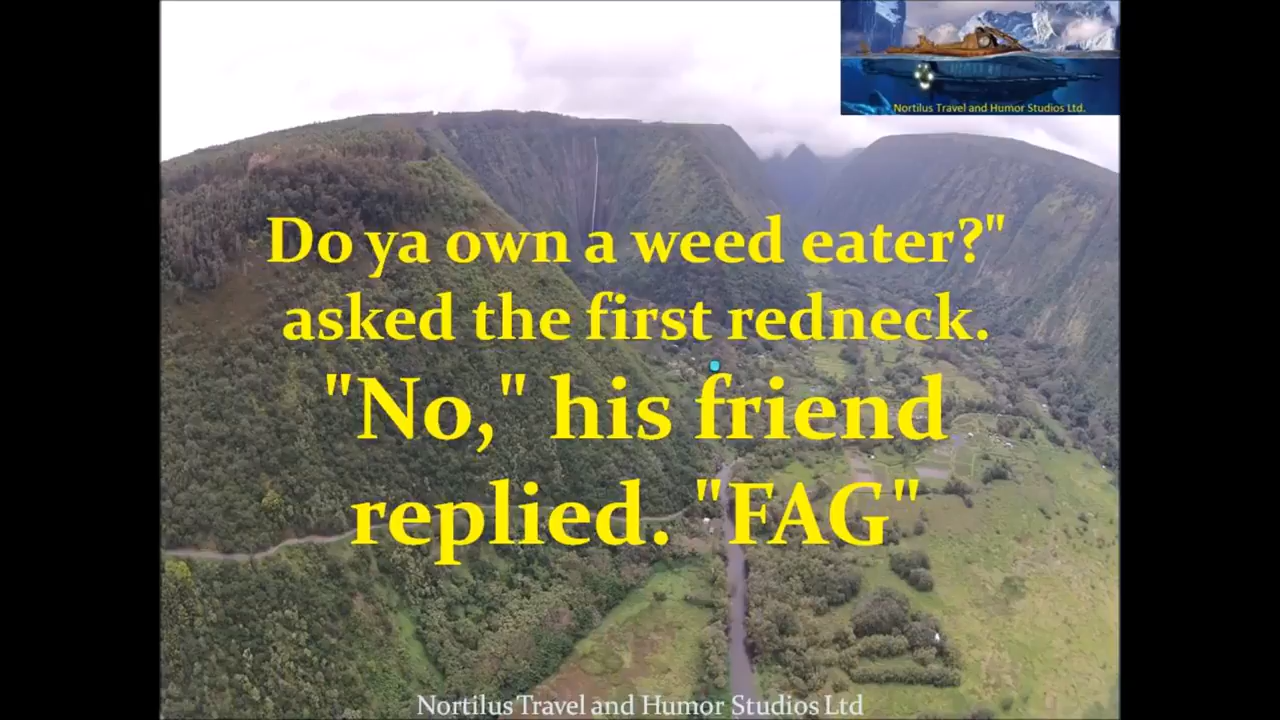 Nortilus Travel and Humor Studios Ltd.
Do ya own a weed eater?"
asked the first redneck.
"No," his friend
replied. "FAG"
Nortilus Travel and Humor Studios Ltd